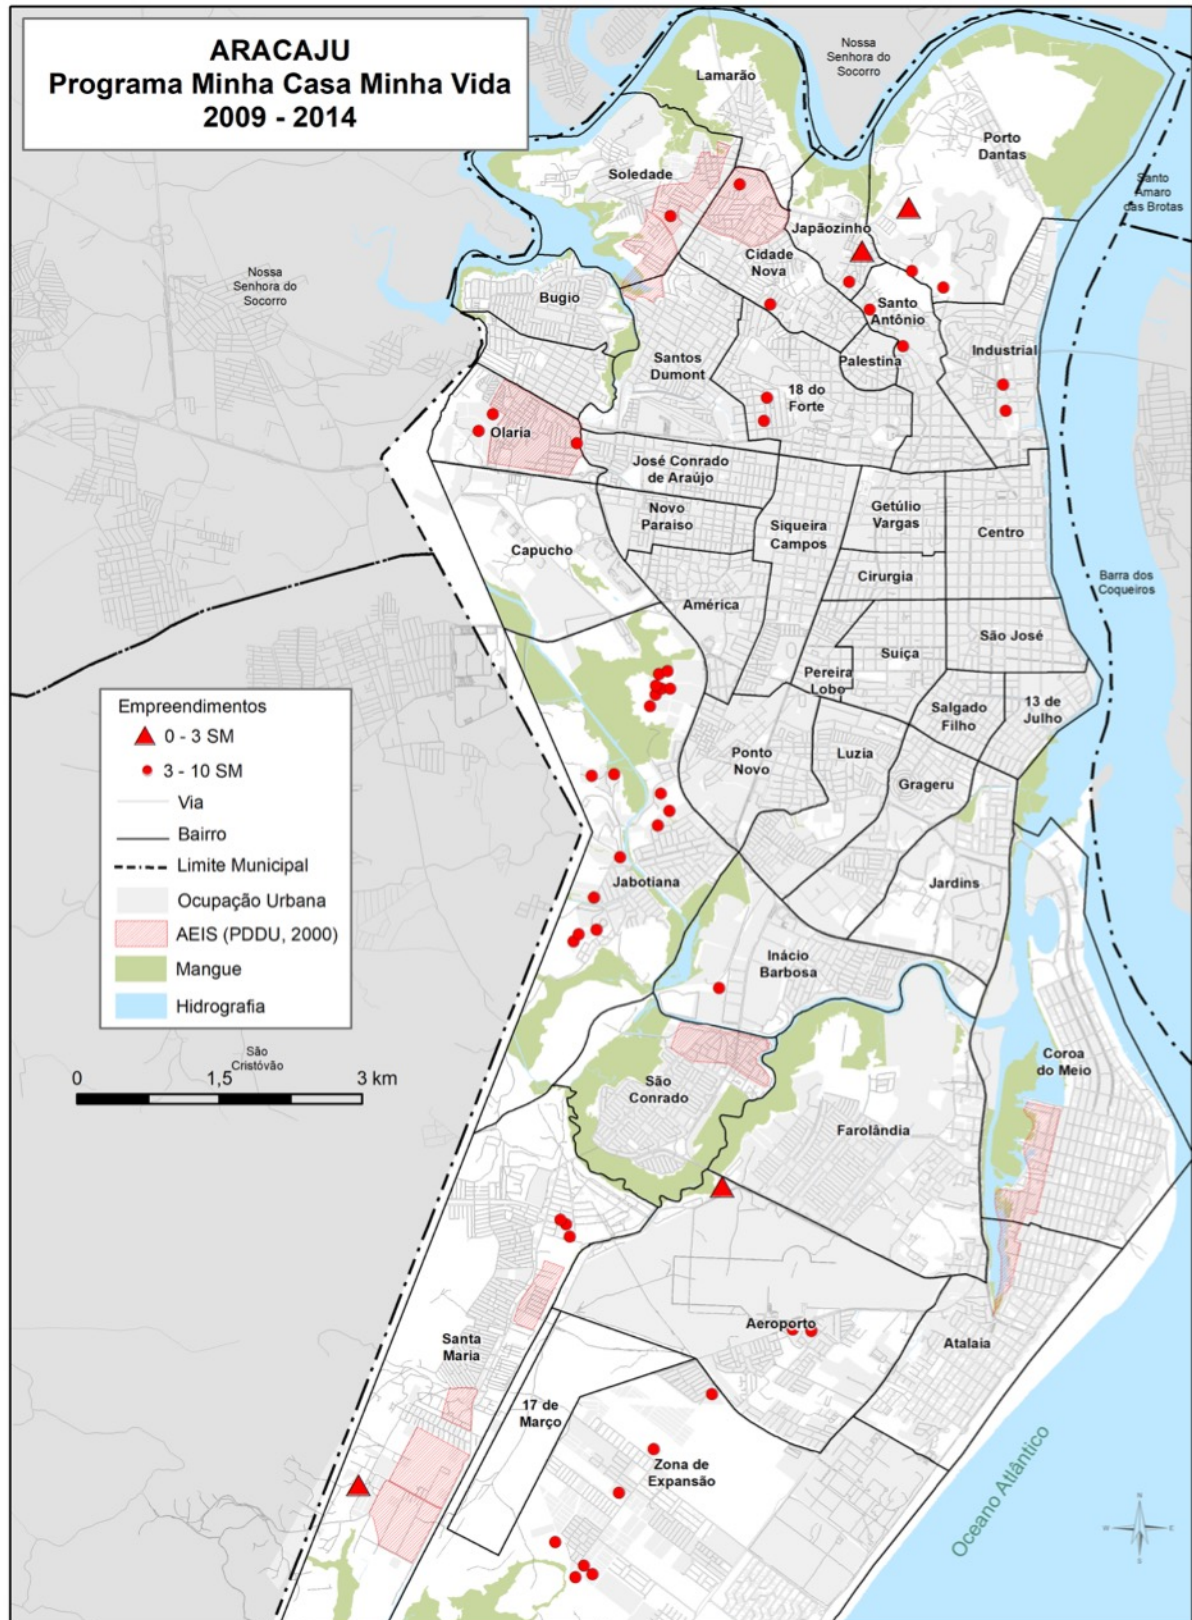 ARACAJU
Programa Minha Casa Minha Vida
2009 - 2014
Nossa
Senhora do
Socorro
Lamarão
Porto
Dantas
Santo
Amaro
das Brotas
Soledade
Japãozinho
Cidade
Nova
Nossa
Senhora do
Socorro
Bugio
Santo
Antônio
Santos
Dumont
Palestina
Industrial
18 do
Forte
Olaria
José Conrado
de Araújo
Novo
Paraiso
Siqueira
Campos
Getúlio
Vargas
Centro
Capucho
Cirurgia
Barra dos
Coqueiros
América
São José
Suiça
Pereira
Lobo
Salgado
Filho
13 de
Julho
Ponto
Novo
Luzia
Grageru
Empreendimentos
0 - 3 SM
3 - 10 SM
Via
Bairro
Limite Municipal
Ocupação Urbana
AEIS (PDDU, 2000)
Mangue
Hidrografia
Jabotiana
Jardins
Inácio
Barbosa
São
Cristóvão
0
1,5
3 km
Coroa
do Meio
São
Conrado
Farolândia
Aeroporto
Atalaia
Santa
Maria
17 de
Março
Zona de
Expansão
Oceano Atlântico
N
W
E
S